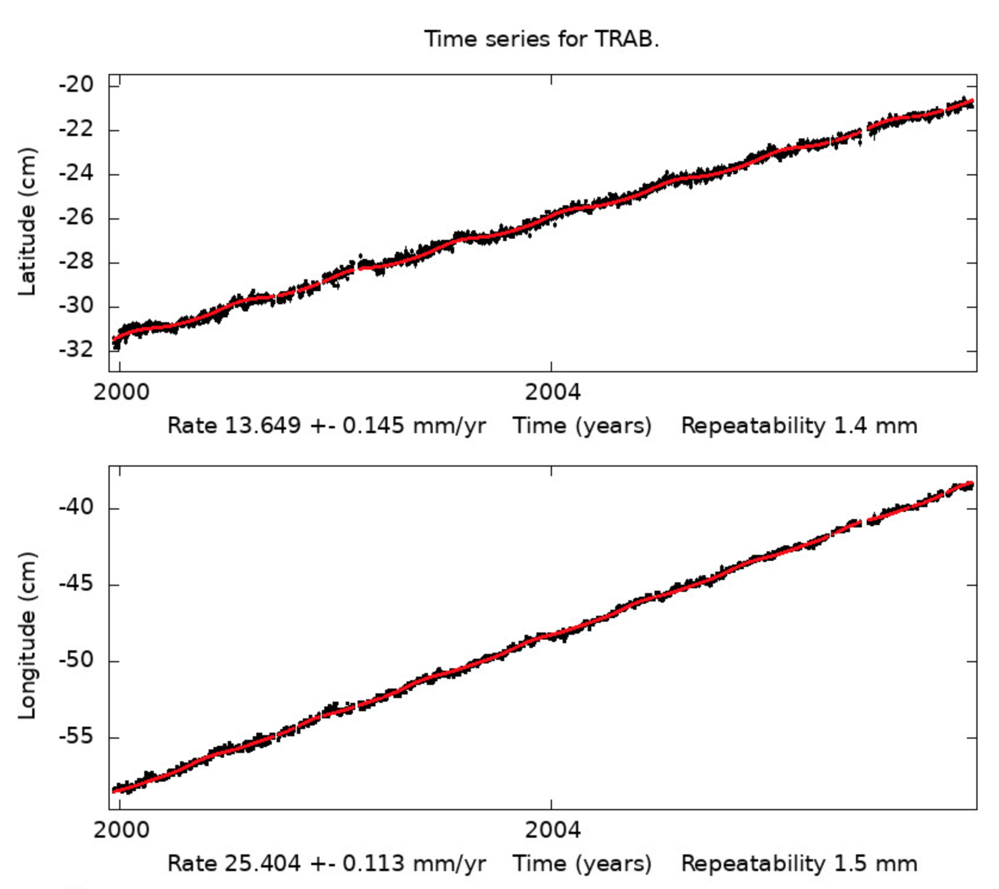 Time series for TRAB.
-20
-22
-24
-26
-28
-30
-32
Latitude (cm)
2000 2004
Rate 13.649 +- 0.145 mm/yr Time (years) Repeatability 1.4 mm
-40
-45
-50
-55
Longitude (cm)
2000 2004
Rate 25.404 +- 0.113 mm/yr Time (years) Repeatability 1.5 mm